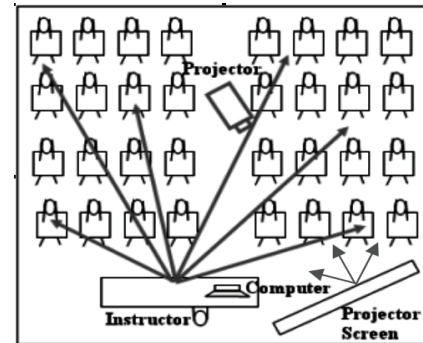 Projector
Computer
Instructor
Projector
Screen